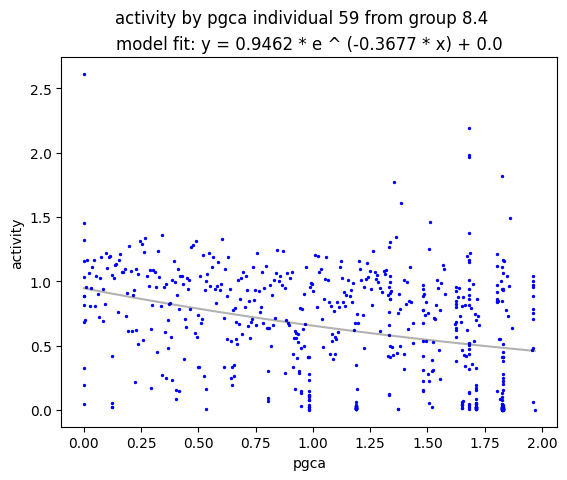 activity by pgca individual 59 from group 8.4
model fit: y = 0.9462 * e ^ (-0.3677 * x) + 0.0
2.5
2.0
1.5
1.0
0.5
0.0
activity
0.00 0.25 0.50 0.75 1.00 1.25 1.50 1.75 2.00
pgca